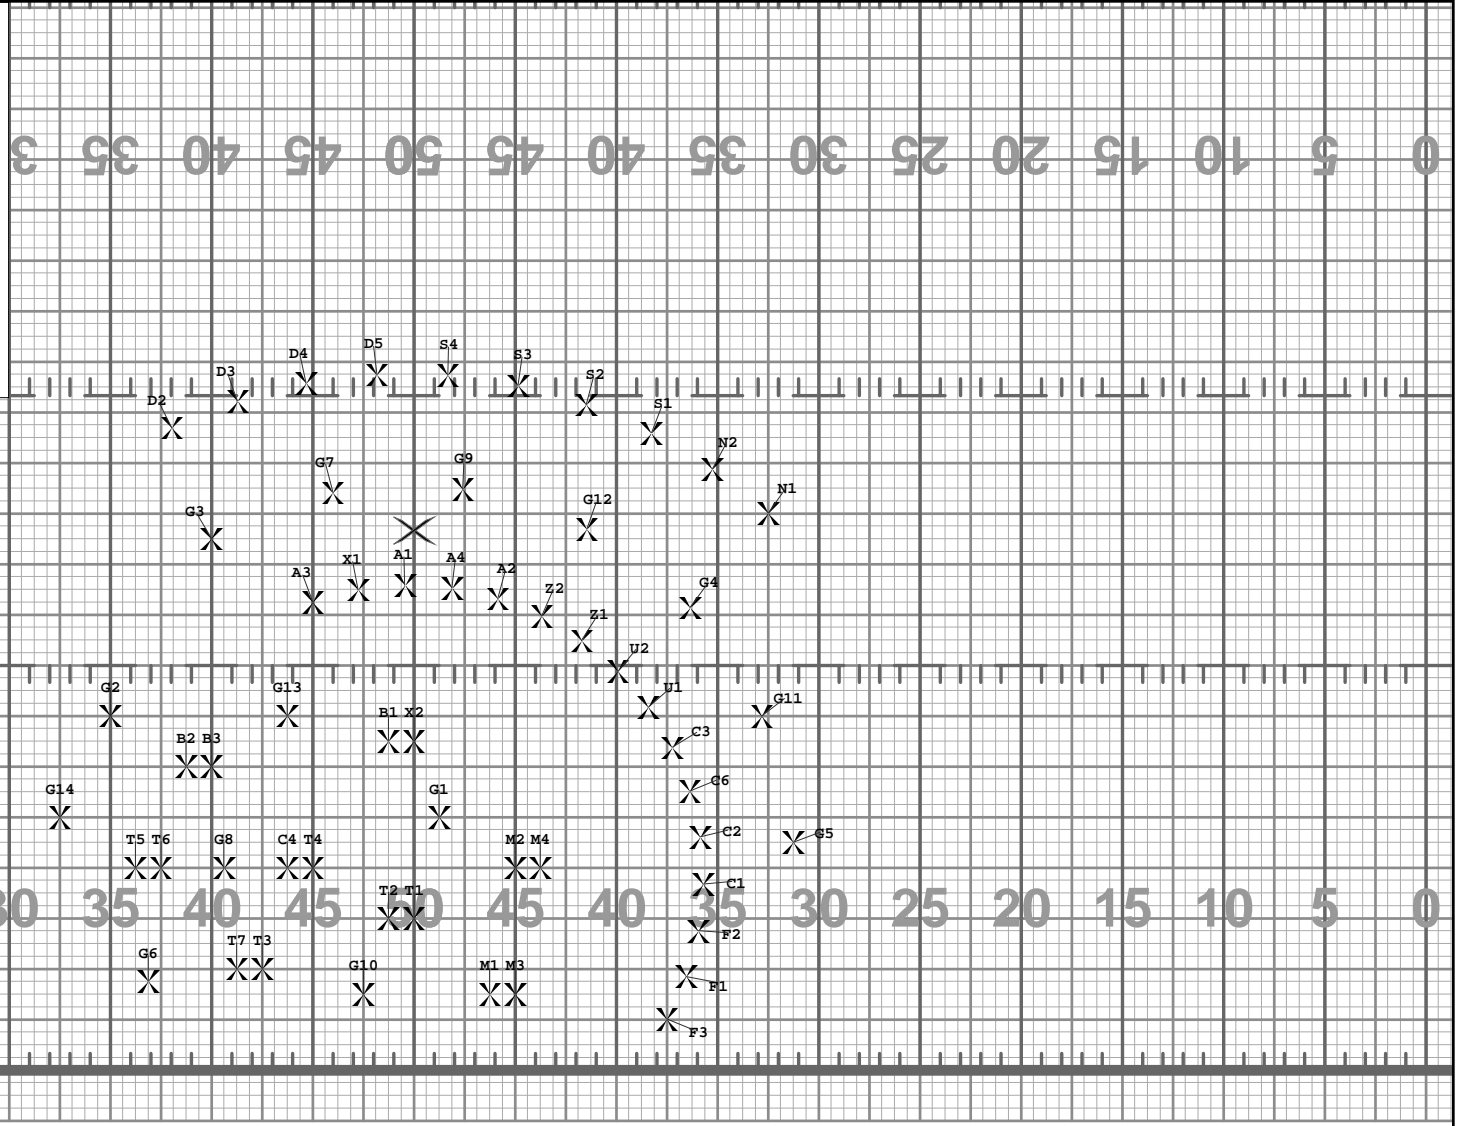 3 35 40 45 50 45 40 35 30 25 20 15 10 5 0
D4 D5 S4 S3
D3 S2
D2 S1
N2
G7 G9
N1
G3 G12
X1 A1 A4
A3 A2
G4
Z2
Z1
U2
G2 G13 U1
G11
B1 X2
C3
B2 B3
C6
G14 G1
C2 G5
T5 T6 G8 C4 T4 M2 M4
C1
T2 T1
30 35 40 45 50 45 40 35 30 25 20 15 10 5 0
F2
T7 T3
G6
G10 M1 M3
F1
F3